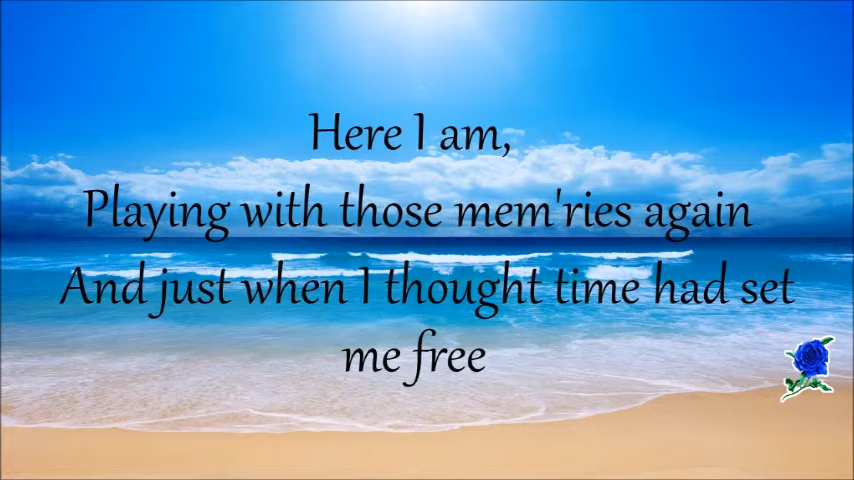 Here I am,
Playing with those mem'ries again
And just when I thought time had set
me free